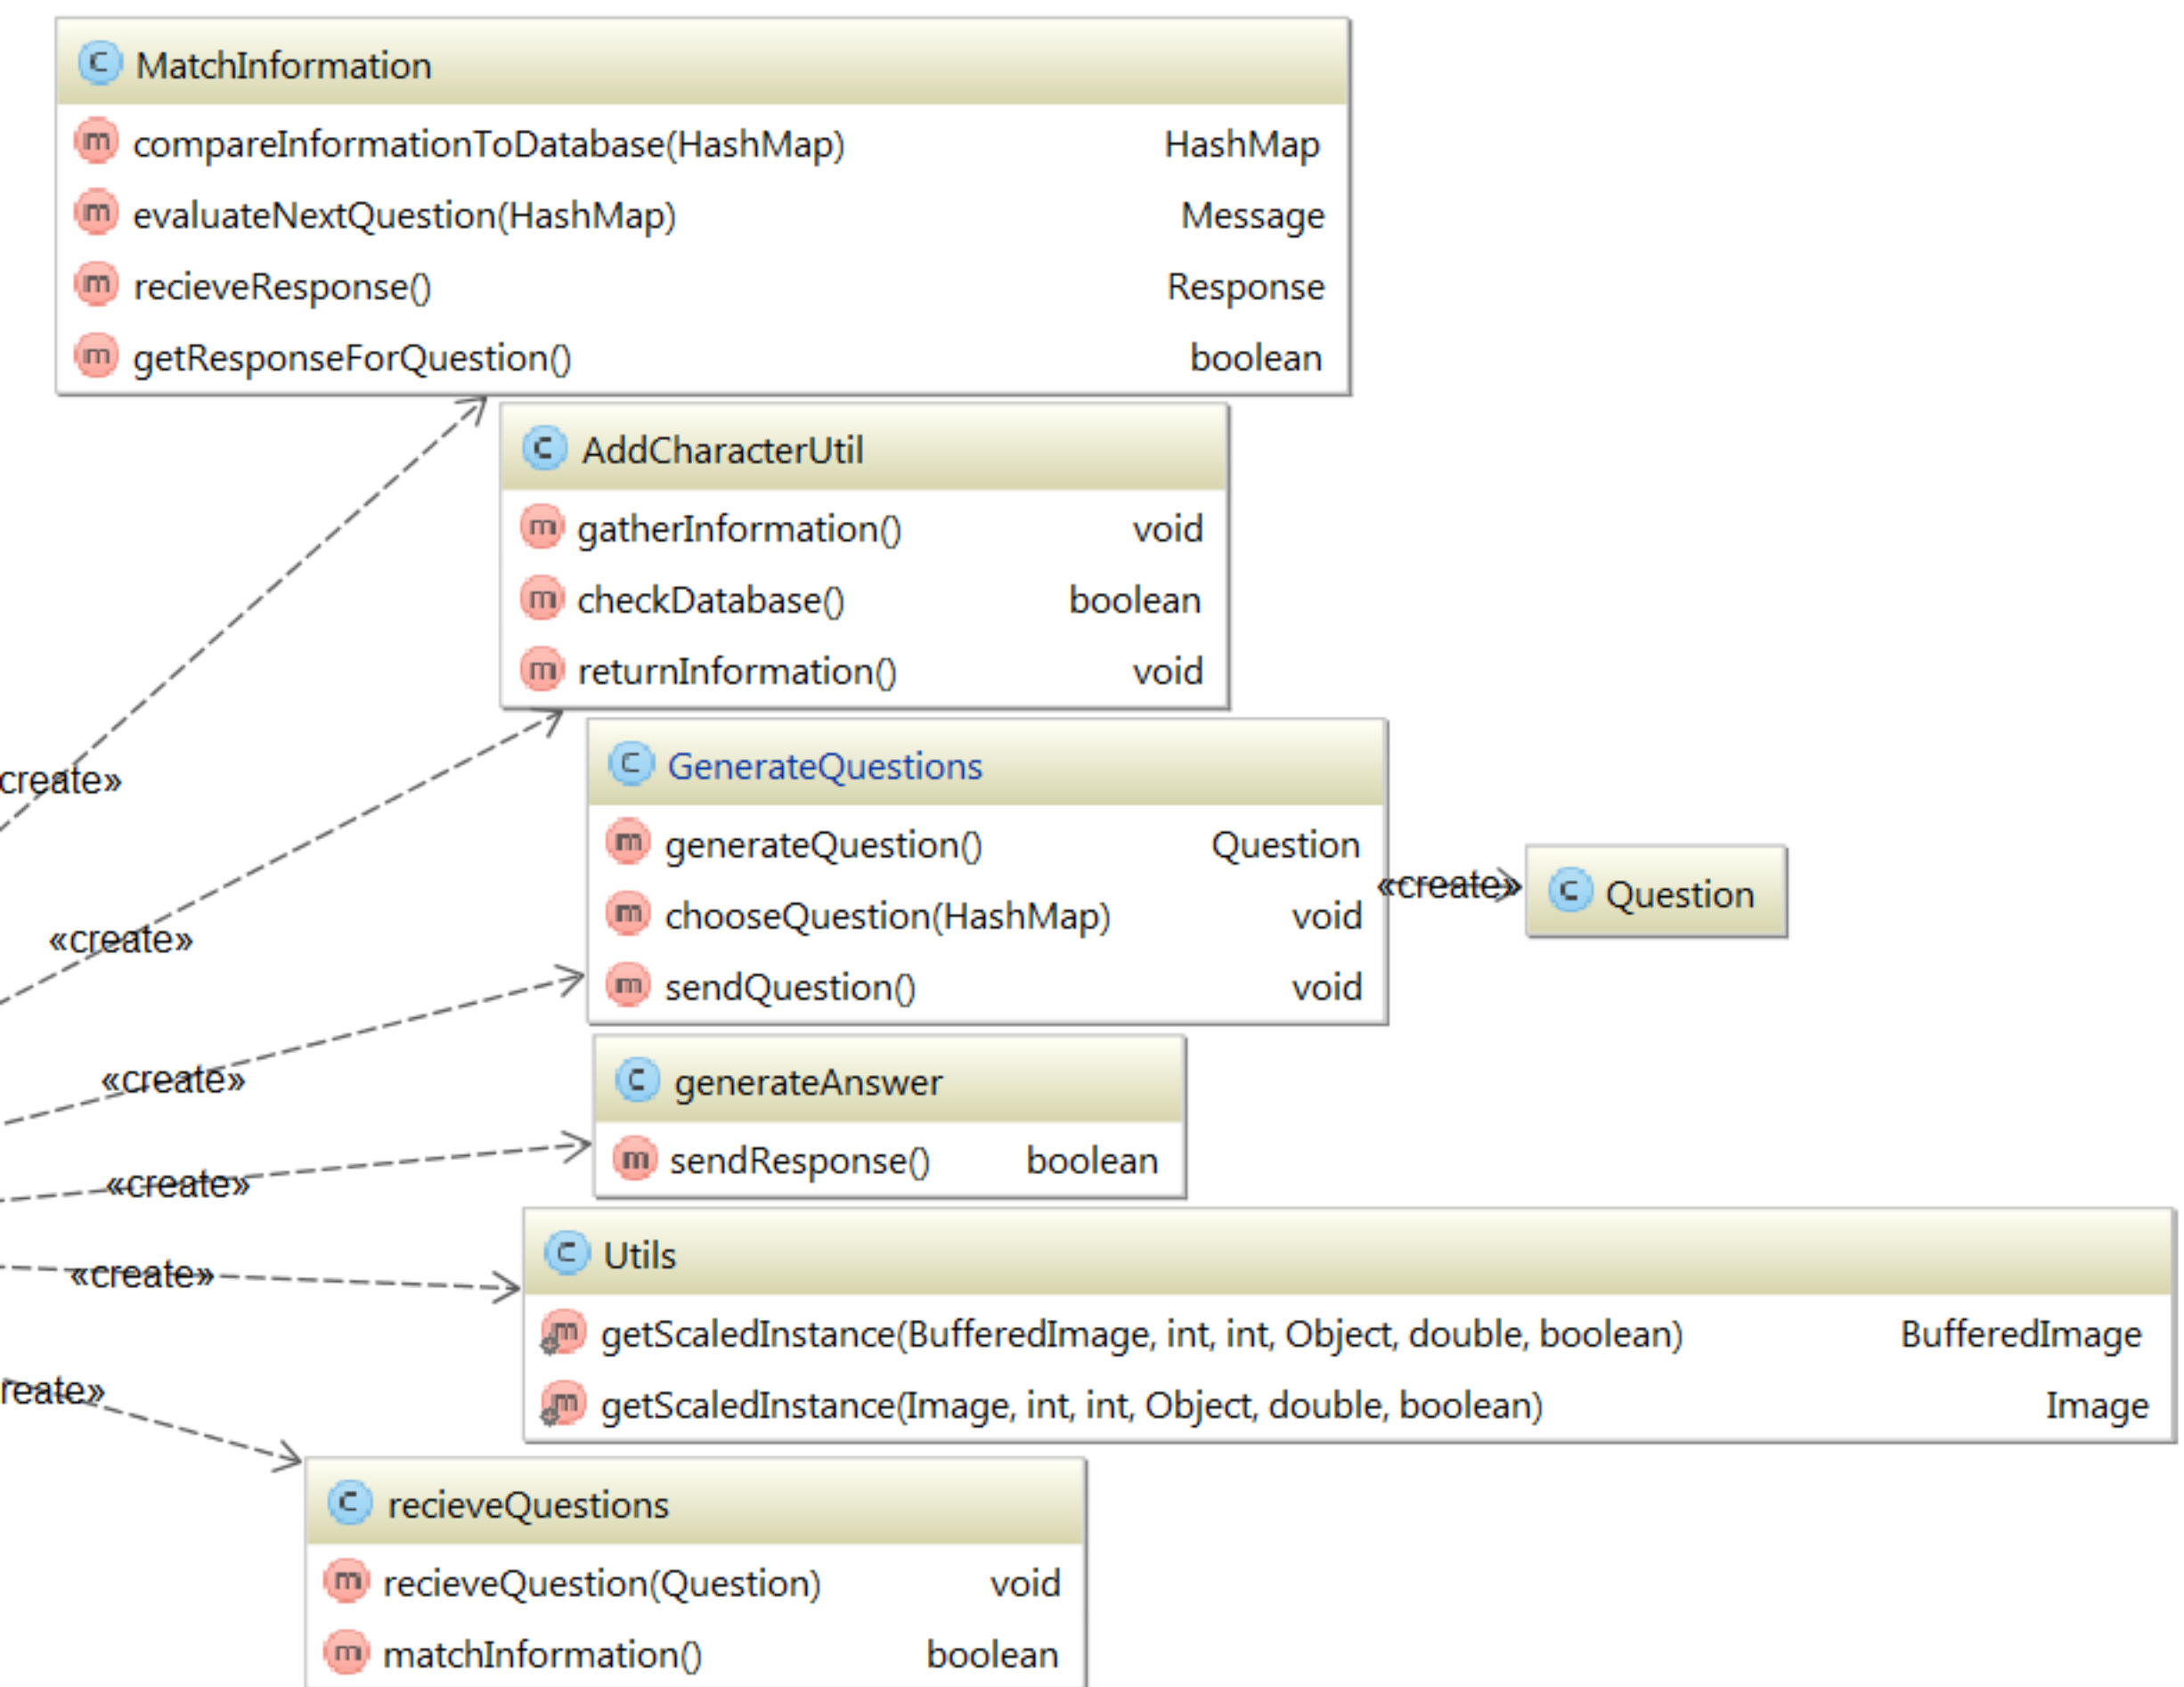 C MatchInformation
m compareInformationToDatabase(HashMap) HashMap
m evaluateNextQuestion(HashMap) Message
m recieveResponse() Response
m getResponseForQuestion() boolean
C AddCharacterUtil
m gatherInformation() void
m checkDatabase() boolean
m returnInformation() void
create»
C GenerateQuestions
m generateQuestion() Question
m chooseQuestion(HashMap) void
m sendQuestion() void
«create»
C Question
«create»
«create»
C generateAnswer
m sendResponse() boolean
«create»
C Utils
m getScaledInstance(BufferedImage, int, int, Object, double, boolean) BufferedImage
m getScaledInstance(Image, int, int, Object, double, boolean) Image
«create»
reate»
C recieveQuestions
m recieveQuestion(Question) void
m matchInformation() boolean